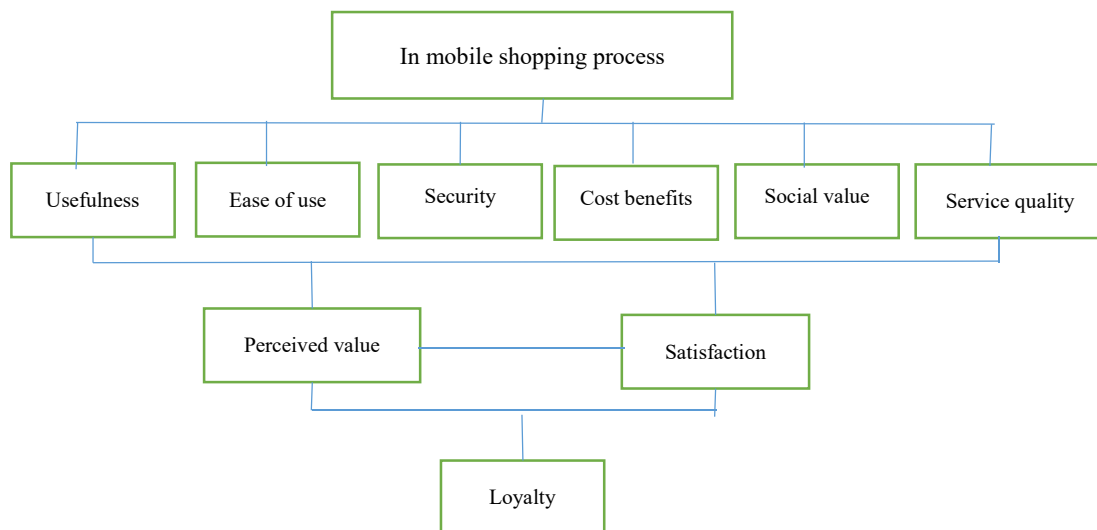 In mobile shopping process
Usefulness
Ease of use
Security
Cost benefits
Social value
Service quality
Perceived value
Satisfaction
Loyalty